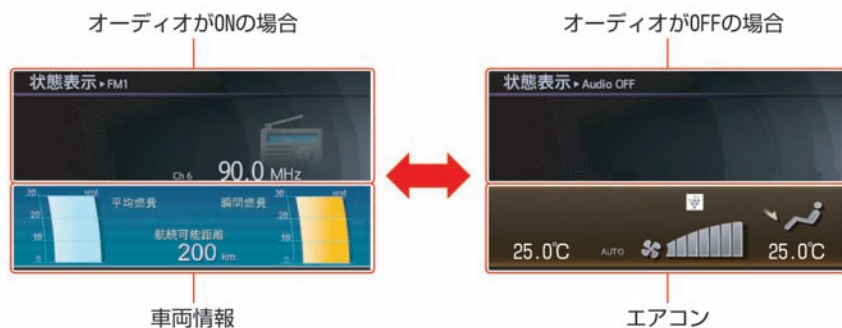 オーディオがONの場合
状態表示▶FM1
Ch 6 90.0 MHz
30 30
平均燃費 瞬間燃費
20 20
10 航続可能距離 10
200 km
0 0
車両情報
オーディオがOFFの場合
状態表示▶Audio OFF
25.0℃ AUTO 25.0℃
エアコン